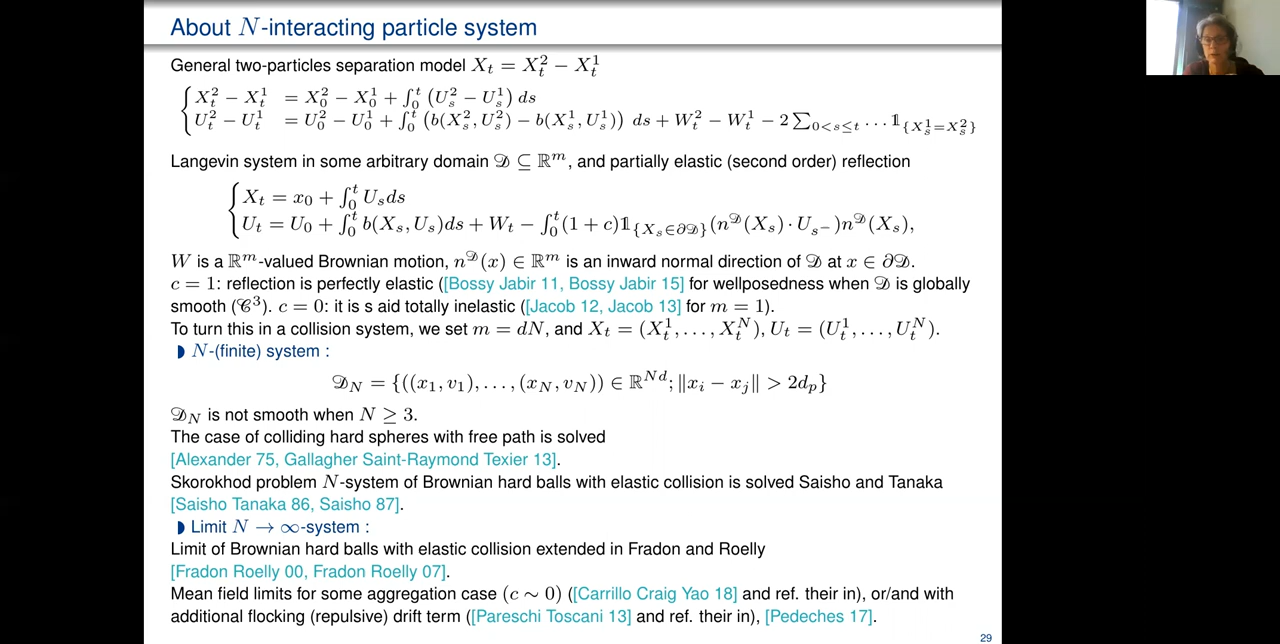 About N-interacting particle system
General two-particles separation model X_t = X_t^2 − X_t^1
{ X_t^2 − X_t^1 = X_0^2 − X_0^1 + ∫_0^t (U_s^2 − U_s^1) ds
U_t^2 − U_t^1 = U_0^2 − U_0^1 + ∫_0^t (b(X_s^2, U_s^2) − b(X_s^1, U_s^1)) ds + W_t^2 − W_t^1 − 2 ∑_{0<s≤t} … 𝟙_{X_s^1=X_s^2}
Langevin system in some arbitrary domain 𝒟 ⊆ ℝ^m, and partially elastic (second order) reflection
{ X_t = x_0 + ∫_0^t U_s ds
U_t = U_0 + ∫_0^t b(X_s, U_s)ds + W_t − ∫_0^t (1 + c)𝟙_{X_s∈∂𝒟}(n^𝒟(X_s) · U_{s^-})n^𝒟(X_s),
W is a ℝ^m-valued Brownian motion, n^𝒟(x) ∈ ℝ^m is an inward normal direction of 𝒟 at x ∈ ∂𝒟.
c = 1: reflection is perfectly elastic ([Bossy Jabir 11, Bossy Jabir 15] for wellposedness when 𝒟 is globally
smooth (𝒞^3). c = 0: it is s aid totally inelastic ([Jacob 12, Jacob 13] for m = 1).
To turn this in a collision system, we set m = dN, and X_t = (X_t^1, …, X_t^N), U_t = (U_t^1, …, U_t^N).
◗ N-(finite) system :
𝒟_N = {((x_1, v_1), …, (x_N, v_N)) ∈ ℝ^{Nd}; ‖x_i − x_j‖ > 2d_p}
𝒟_N is not smooth when N ≥ 3.
The case of colliding hard spheres with free path is solved
[Alexander 75, Gallagher Saint-Raymond Texier 13].
Skorokhod problem N-system of Brownian hard balls with elastic collision is solved Saisho and Tanaka
[Saisho Tanaka 86, Saisho 87].
◗ Limit N → ∞-system :
Limit of Brownian hard balls with elastic collision extended in Fradon and Roelly
[Fradon Roelly 00, Fradon Roelly 07].
Mean field limits for some aggregation case (c ∼ 0) ([Carrillo Craig Yao 18] and ref. their in), or/and with
additional flocking (repulsive) drift term ([Pareschi Toscani 13] and ref. their in), [Pedeches 17].
29